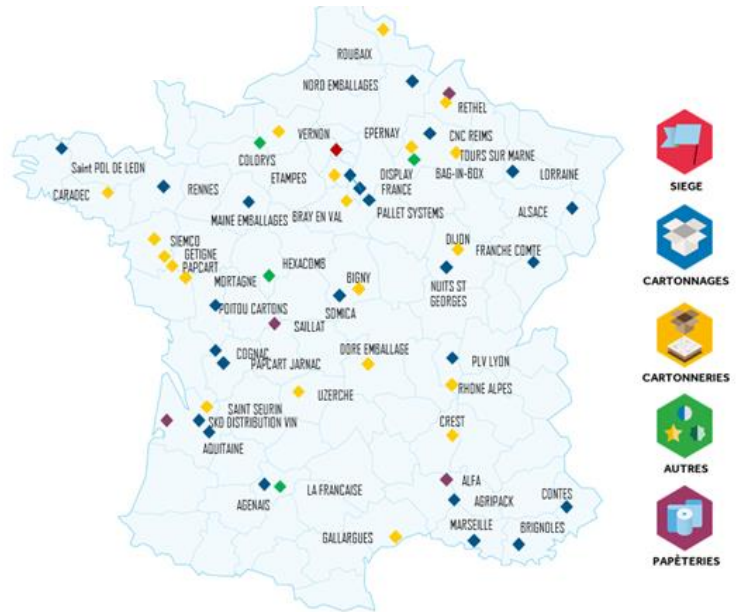 ROUBAIX
NORD EMBALLAGES
RETHEL
VERNON
EPERNAY
CNC REIMS
COLORYS
TOURS SUR MARNE
Saint POL DE LEON
ETAMPES
DISPLAY
FRANCE
BAG-IN-BOX
LORRAINE
CARADEC
RENNES
MAINE EMBALLAGES
BRAY EN VAL
PALLET SYSTEMS
ALSACE
SIEMCO
GETIGNE
PAPCART
DIJON
FRANCHE COMTE
MORTAGNE
HEXACOMB
BIGNY
NUITS ST
GEORGES
POITOU CARTONS
SOMICA
SAILLAT
COGNAC
PAPCART JARNAC
DORE EMBALLAGE
PLV LYON
UZERCHE
RHONE ALPES
SAINT SEURIN
SKD DISTRIBUTION VIN
AQUITAINE
CREST
AGENAIS
LA FRANCAISE
ALFA
AGRIPACK
CONTES
MARSEILLE
BRIGNOLES
GALLARGUES
SIEGE
CARTONNAGES
CARTONNERIES
AUTRES
PAPÈTERIES